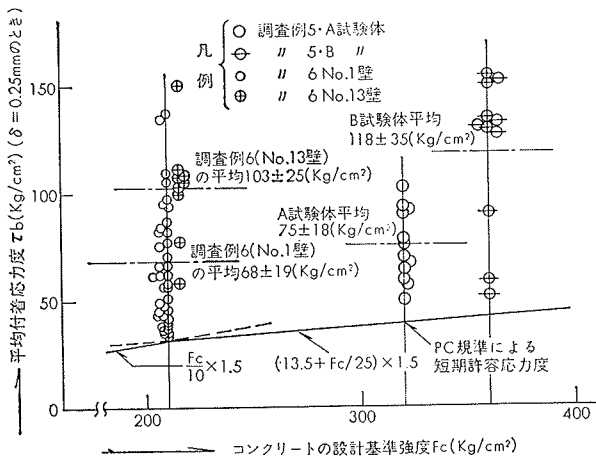 凡例
調査例5・A試験体
〃 5・B 〃
〃 6 No.1壁
〃 6 No.13壁
平均付着応力度 τb(Kg/cm²) (δ=0.25mmのとき)
150
100
50
0
B試験体平均
118±35(Kg/cm²)
調査例6(No.13壁)
の平均103±25(Kg/cm²)
A試験体平均
75±18(Kg/cm²)
調査例6(No.1壁)
の平均68±19(Kg/cm²)
Fc/10×1.5
(13.5+Fc/25)×1.5
PC規準による
短期許容応力度
200
300
400
コンクリートの設計基準強度Fc(Kg/cm²)